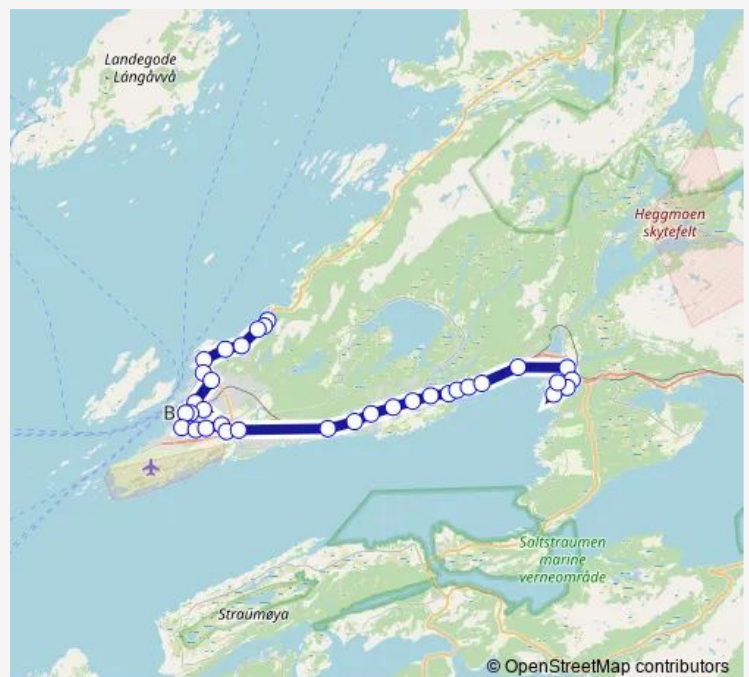 Landegode
- Lángávvá
Heggmoen
skytefelt
B
Saltstraumen
marine
verneområde
Straumøya
© OpenStreetMap contributors